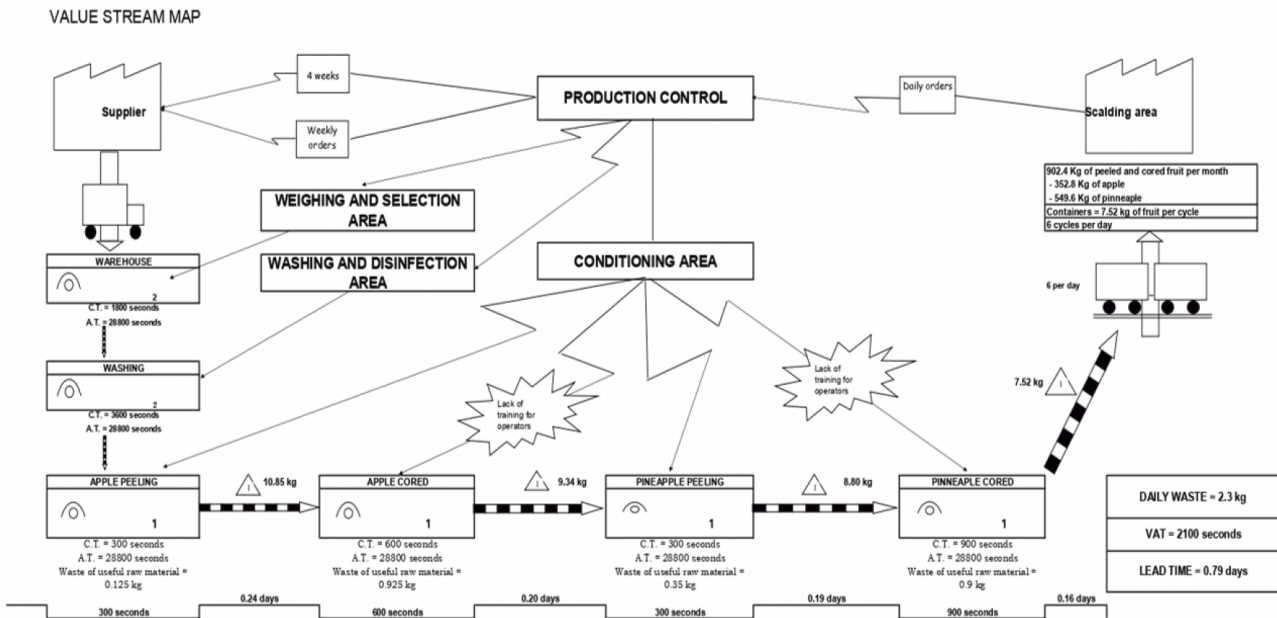 VALUE STREAM MAP
Supplier
4 weeks
Weekly
orders
PRODUCTION CONTROL
Daily orders
Scalding area
902.4 Kg of peeled and cored fruit per month
- 352.8 Kg of apple
- 549.6 Kg of pinneaple
Containers = 7.52 kg of fruit per cycle
6 cycles per day
6 per day
WEIGHING AND SELECTION
AREA
WASHING AND DISINFECTION
AREA
CONDITIONING AREA
WAREHOUSE
2
C.T. = 1800 seconds
A.T. = 28800 seconds
WASHING
2
C.T. = 3600 seconds
A.T. = 28800 seconds
Lack of
training for
operators
Lack of
training for
operators
7.52 kg
I
APPLE PEELING
1
C.T. = 300 seconds
A.T. = 28800 seconds
Waste of useful raw material =
0.125 kg
I
10.85 kg
APPLE CORED
1
C.T. = 600 seconds
A.T. = 28800 seconds
Waste of useful raw material =
0.925 kg
I
9.34 kg
PINEAPPLE PEELING
1
C.T. = 300 seconds
A.T. = 28800 seconds
Waste of useful raw material =
0.35 kg
I
8.80 kg
PINNEAPLE CORED
1
C.T. = 900 seconds
A.T. = 28800 seconds
Waste of useful raw material =
0.9 kg
DAILY WASTE = 2.3 kg
VAT = 2100 seconds
LEAD TIME = 0.79 days
300 seconds
0.24 days
600 seconds
0.20 days
300 seconds
0.19 days
900 seconds
0.16 days